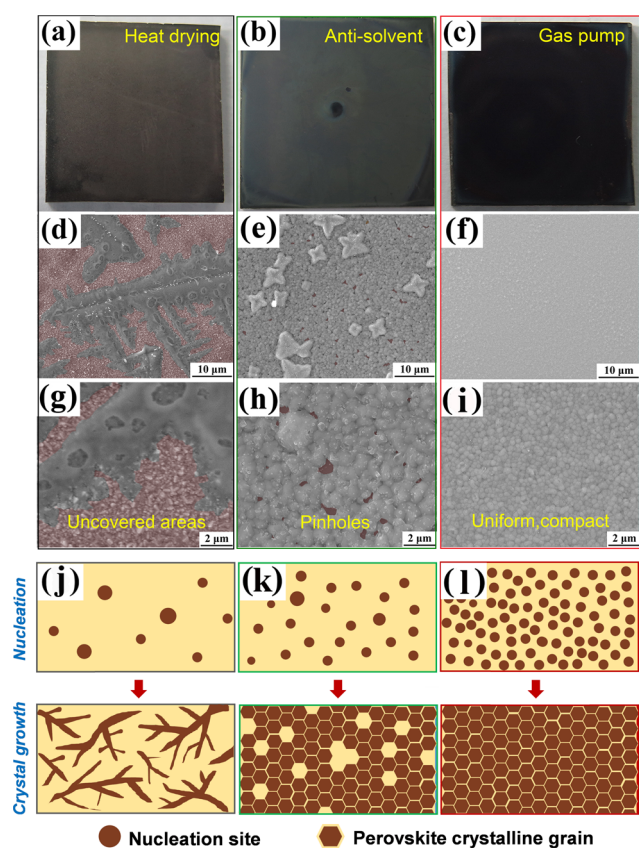 (a)
Heat drying
(b)
Anti-solvent
(c)
Gas pump
(d)
10 μm
(e)
10 μm
(f)
10 μm
(g)
Uncovered areas
2 μm
(h)
Pinholes
2 μm
(i)
Uniform,compact
2 μm
Nucleation
(j)
(k)
(l)
Crystal growth
Nucleation site
Perovskite crystalline grain